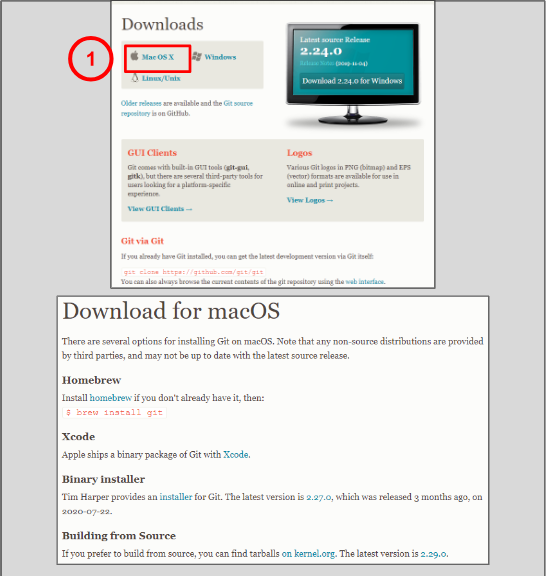 Downloads
1
Mac OS X
Windows
Linux/Unix
Older releases are available and the Git source
repository is on GitHub.
Latest source Release
2.24.0
Release Notes (2019-11-04)
Download 2.24.0 for Windows
GUI Clients
Git comes with built-in GUI tools (git-gui,
gitk), but there are several third-party tools for
users looking for a platform-specific
experience.
View GUI Clients →
Logos
Various Git logos in PNG (bitmap) and EPS
(vector) formats are available for use in
online and print projects.
View Logos →
Git via Git
If you already have Git installed, you can get the latest development version via Git itself:
git clone https://github.com/git/git
You can also always browse the current contents of the git repository using the web interface.
Download for macOS
There are several options for installing Git on macOS. Note that any non-source distributions are provided
by third parties, and may not be up to date with the latest source release.
Homebrew
Install homebrew if you don't already have it, then:
$ brew install git
Xcode
Apple ships a binary package of Git with Xcode.
Binary installer
Tim Harper provides an installer for Git. The latest version is 2.27.0, which was released 3 months ago, on
2020-07-22.
Building from Source
If you prefer to build from source, you can find tarballs on kernel.org. The latest version is 2.29.0.